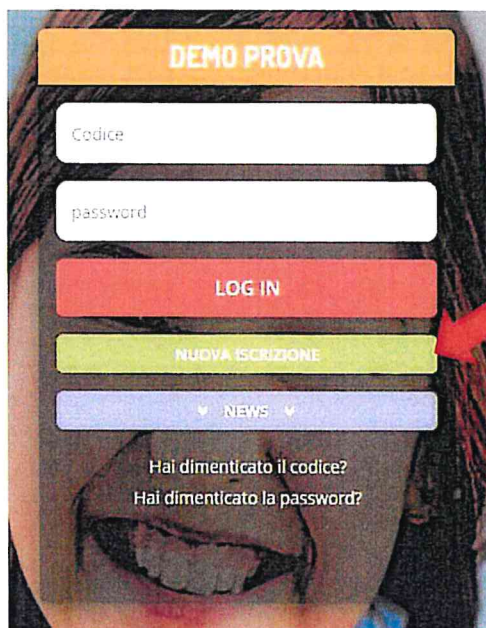 DEMO PROVA
Codice
password
LOG IN
NUOVA ISCRIZIONE
NEWS
Hai dimenticato il codice?
Hai dimenticato la password?